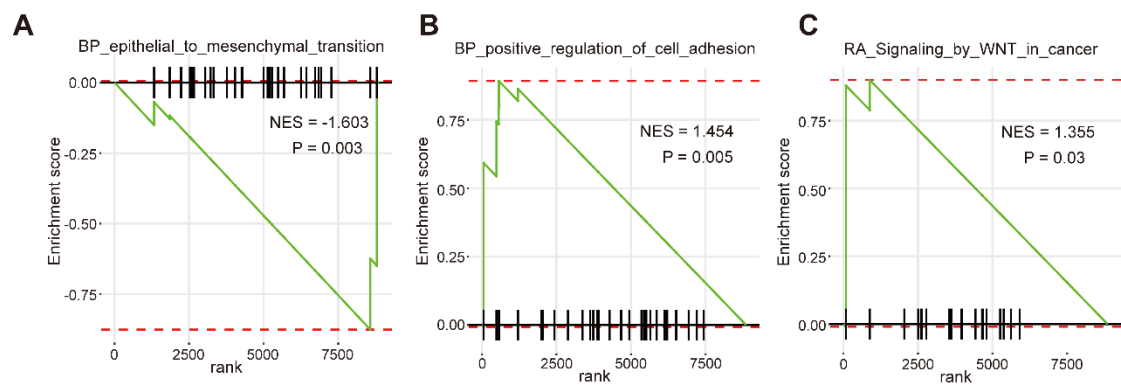 A
BP_epithelial_to_mesenchymal_transition
0.00
-0.25
-0.50
-0.75
Enrichment score
NES = -1.603
P = 0.003
0
2500
5000
7500
rank
B
BP_positive_regulation_of_cell_adhesion
0.75
0.50
0.25
0.00
Enrichment score
NES = 1.454
P = 0.005
0
2500
5000
7500
rank
C
RA_Signaling_by_WNT_in_cancer
0.75
0.50
0.25
0.00
Enrichment score
NES = 1.355
P = 0.03
0
2500
5000
7500
rank